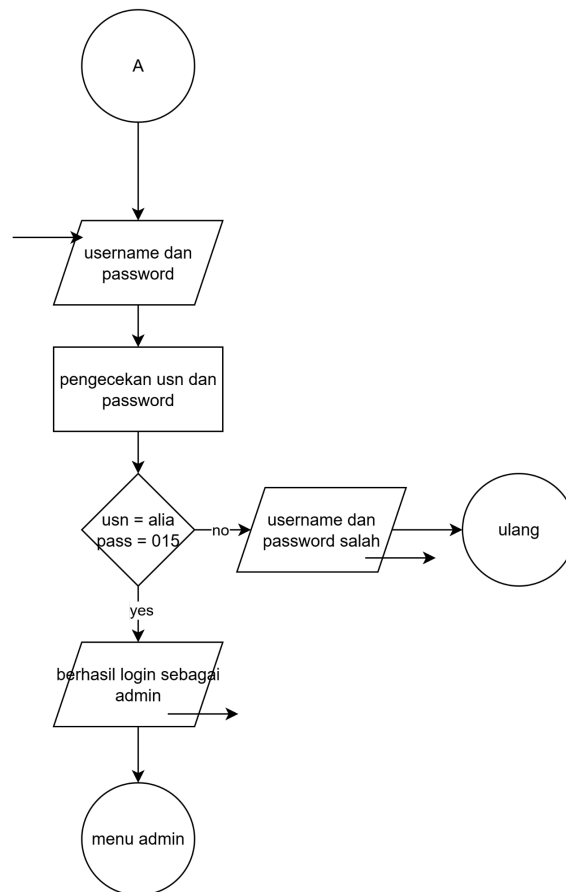 A
username dan
password
pengecekan usn dan
password
usn = alia
pass = 015
no
username dan
password salah
ulang
yes
berhasil login sebagai
admin
menu admin